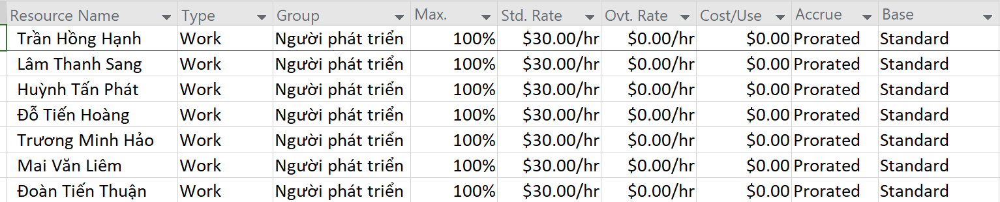 Resource Name Type Group Max. Std. Rate Ovt. Rate Cost/Use Accrue Base
Trần Hồng Hạnh Work Người phát triển 100% $30.00/hr $0.00/hr $0.00 Prorated Standard
Lâm Thanh Sang Work Người phát triển 100% $30.00/hr $0.00/hr $0.00 Prorated Standard
Huỳnh Tấn Phát Work Người phát triển 100% $30.00/hr $0.00/hr $0.00 Prorated Standard
Đỗ Tiến Hoàng Work Người phát triển 100% $30.00/hr $0.00/hr $0.00 Prorated Standard
Trương Minh Hảo Work Người phát triển 100% $30.00/hr $0.00/hr $0.00 Prorated Standard
Mai Văn Liêm Work Người phát triển 100% $30.00/hr $0.00/hr $0.00 Prorated Standard
Đoàn Tiến Thuận Work Người phát triển 100% $30.00/hr $0.00/hr $0.00 Prorated Standard